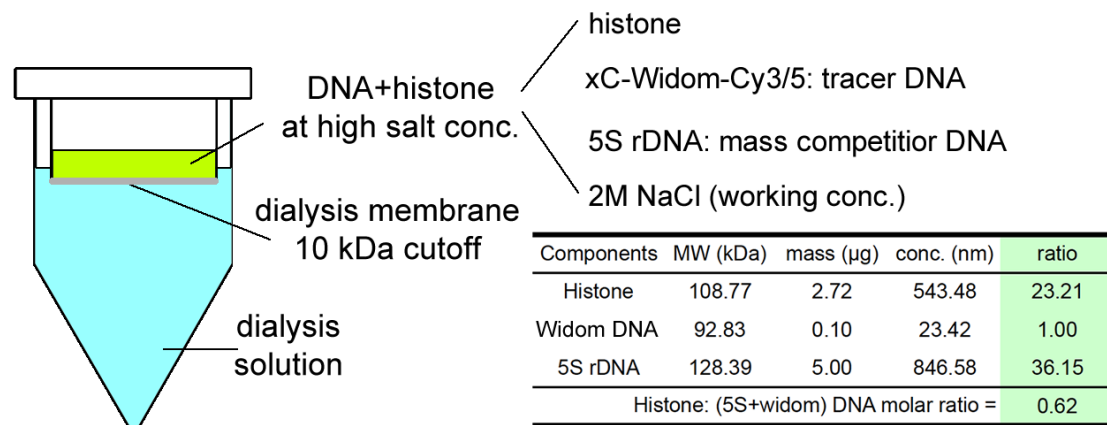 DNA+histone
at high salt conc.
histone
xC-Widom-Cy3/5: tracer DNA
5S rDNA: mass competitior DNA
2M NaCl (working conc.)
dialysis membrane
10 kDa cutoff
dialysis
solution
Components MW (kDa) mass (µg) conc. (nm) ratio
Histone 108.77 2.72 543.48 23.21
Widom DNA 92.83 0.10 23.42 1.00
5S rDNA 128.39 5.00 846.58 36.15
Histone: (5S+widom) DNA molar ratio = 0.62